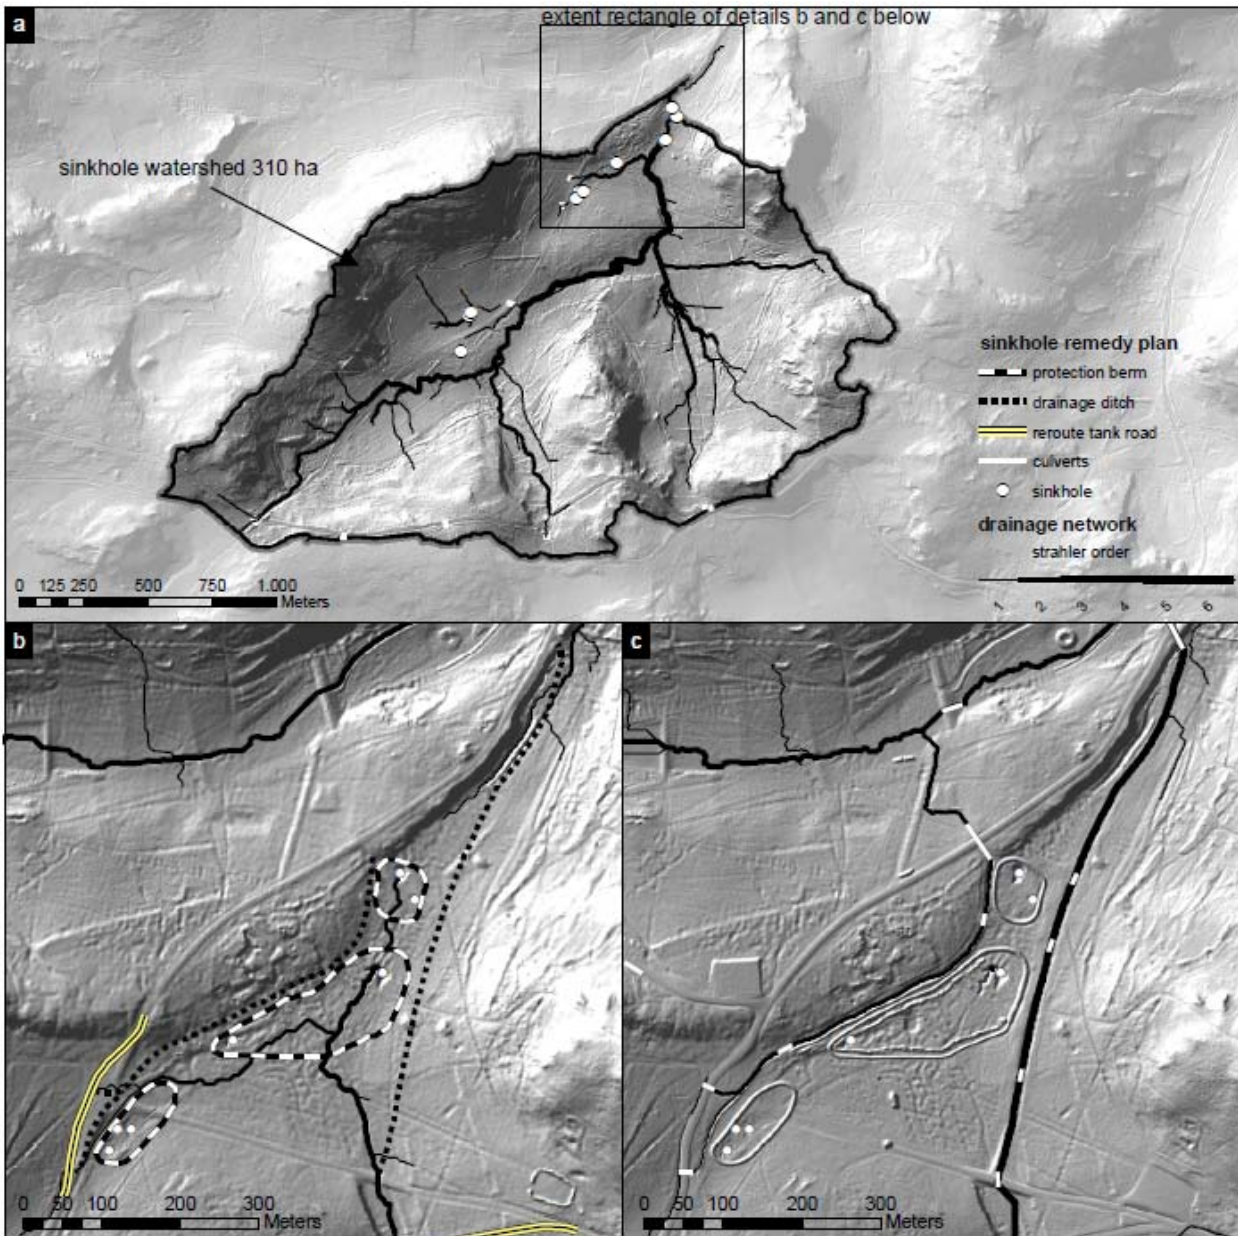 a
extent rectangle of details b and c below
sinkhole watershed 310 ha
sinkhole remedy plan
protection berm
drainage ditch
reroute tank road
culverts
sinkhole
drainage network
strahler order
1 2 3 4 5 6
0 125 250 500 750 1.000
Meters
b
c
0 50 100 200 300
Meters
0 50 100 200 300
Meters